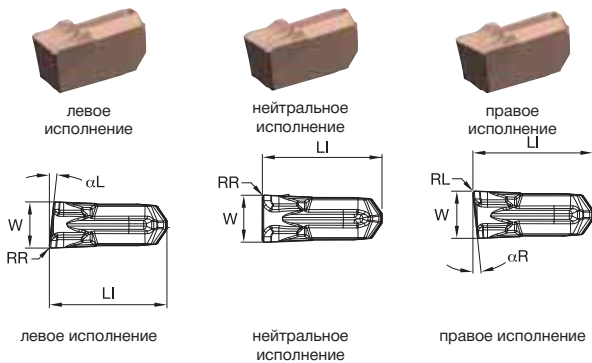 левое
исполнение
нейтральное
исполнение
правое
исполнение
αL
W
RR
LI
RR
W
LI
RL
W
αR
LI
левое исполнение
нейтральное
исполнение
правое исполнение